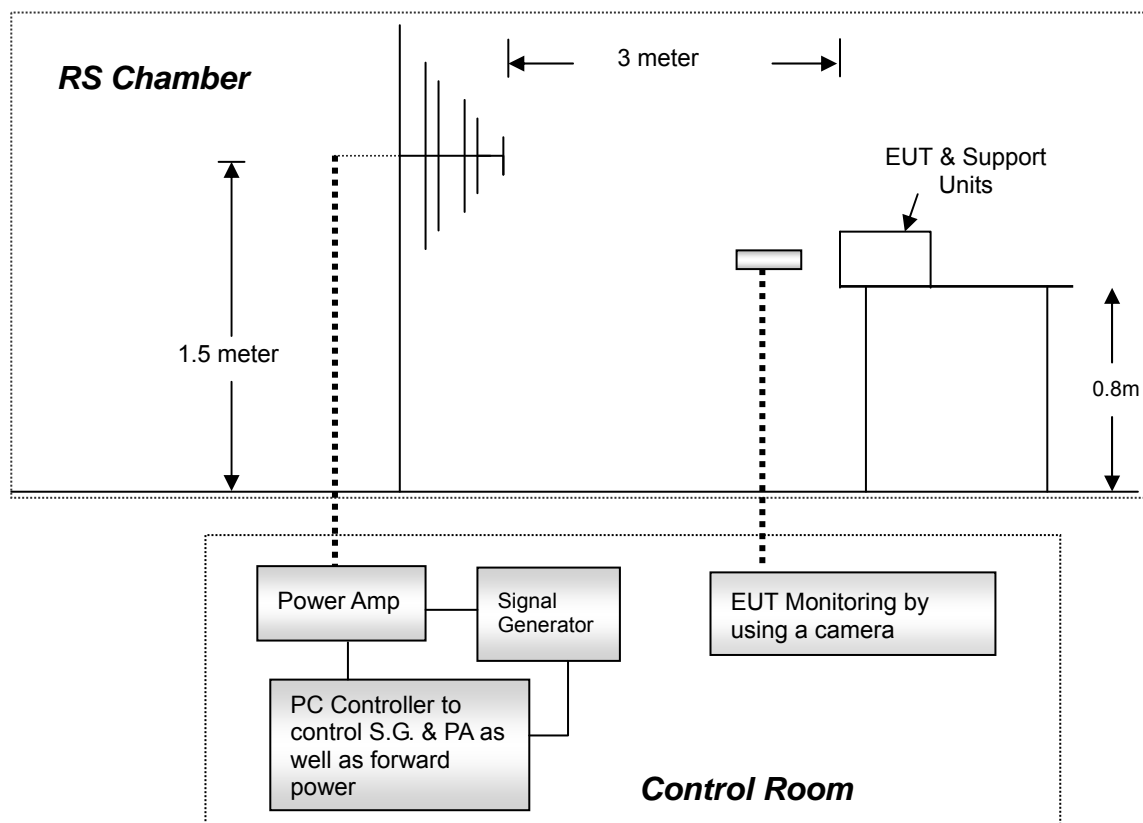 3 meter
RS Chamber
EUT & Support
Units
1.5 meter
0.8m
Power Amp
Signal
Generator
EUT Monitoring by
using a camera
PC Controller to
control S.G. & PA as
well as forward
power
Control Room